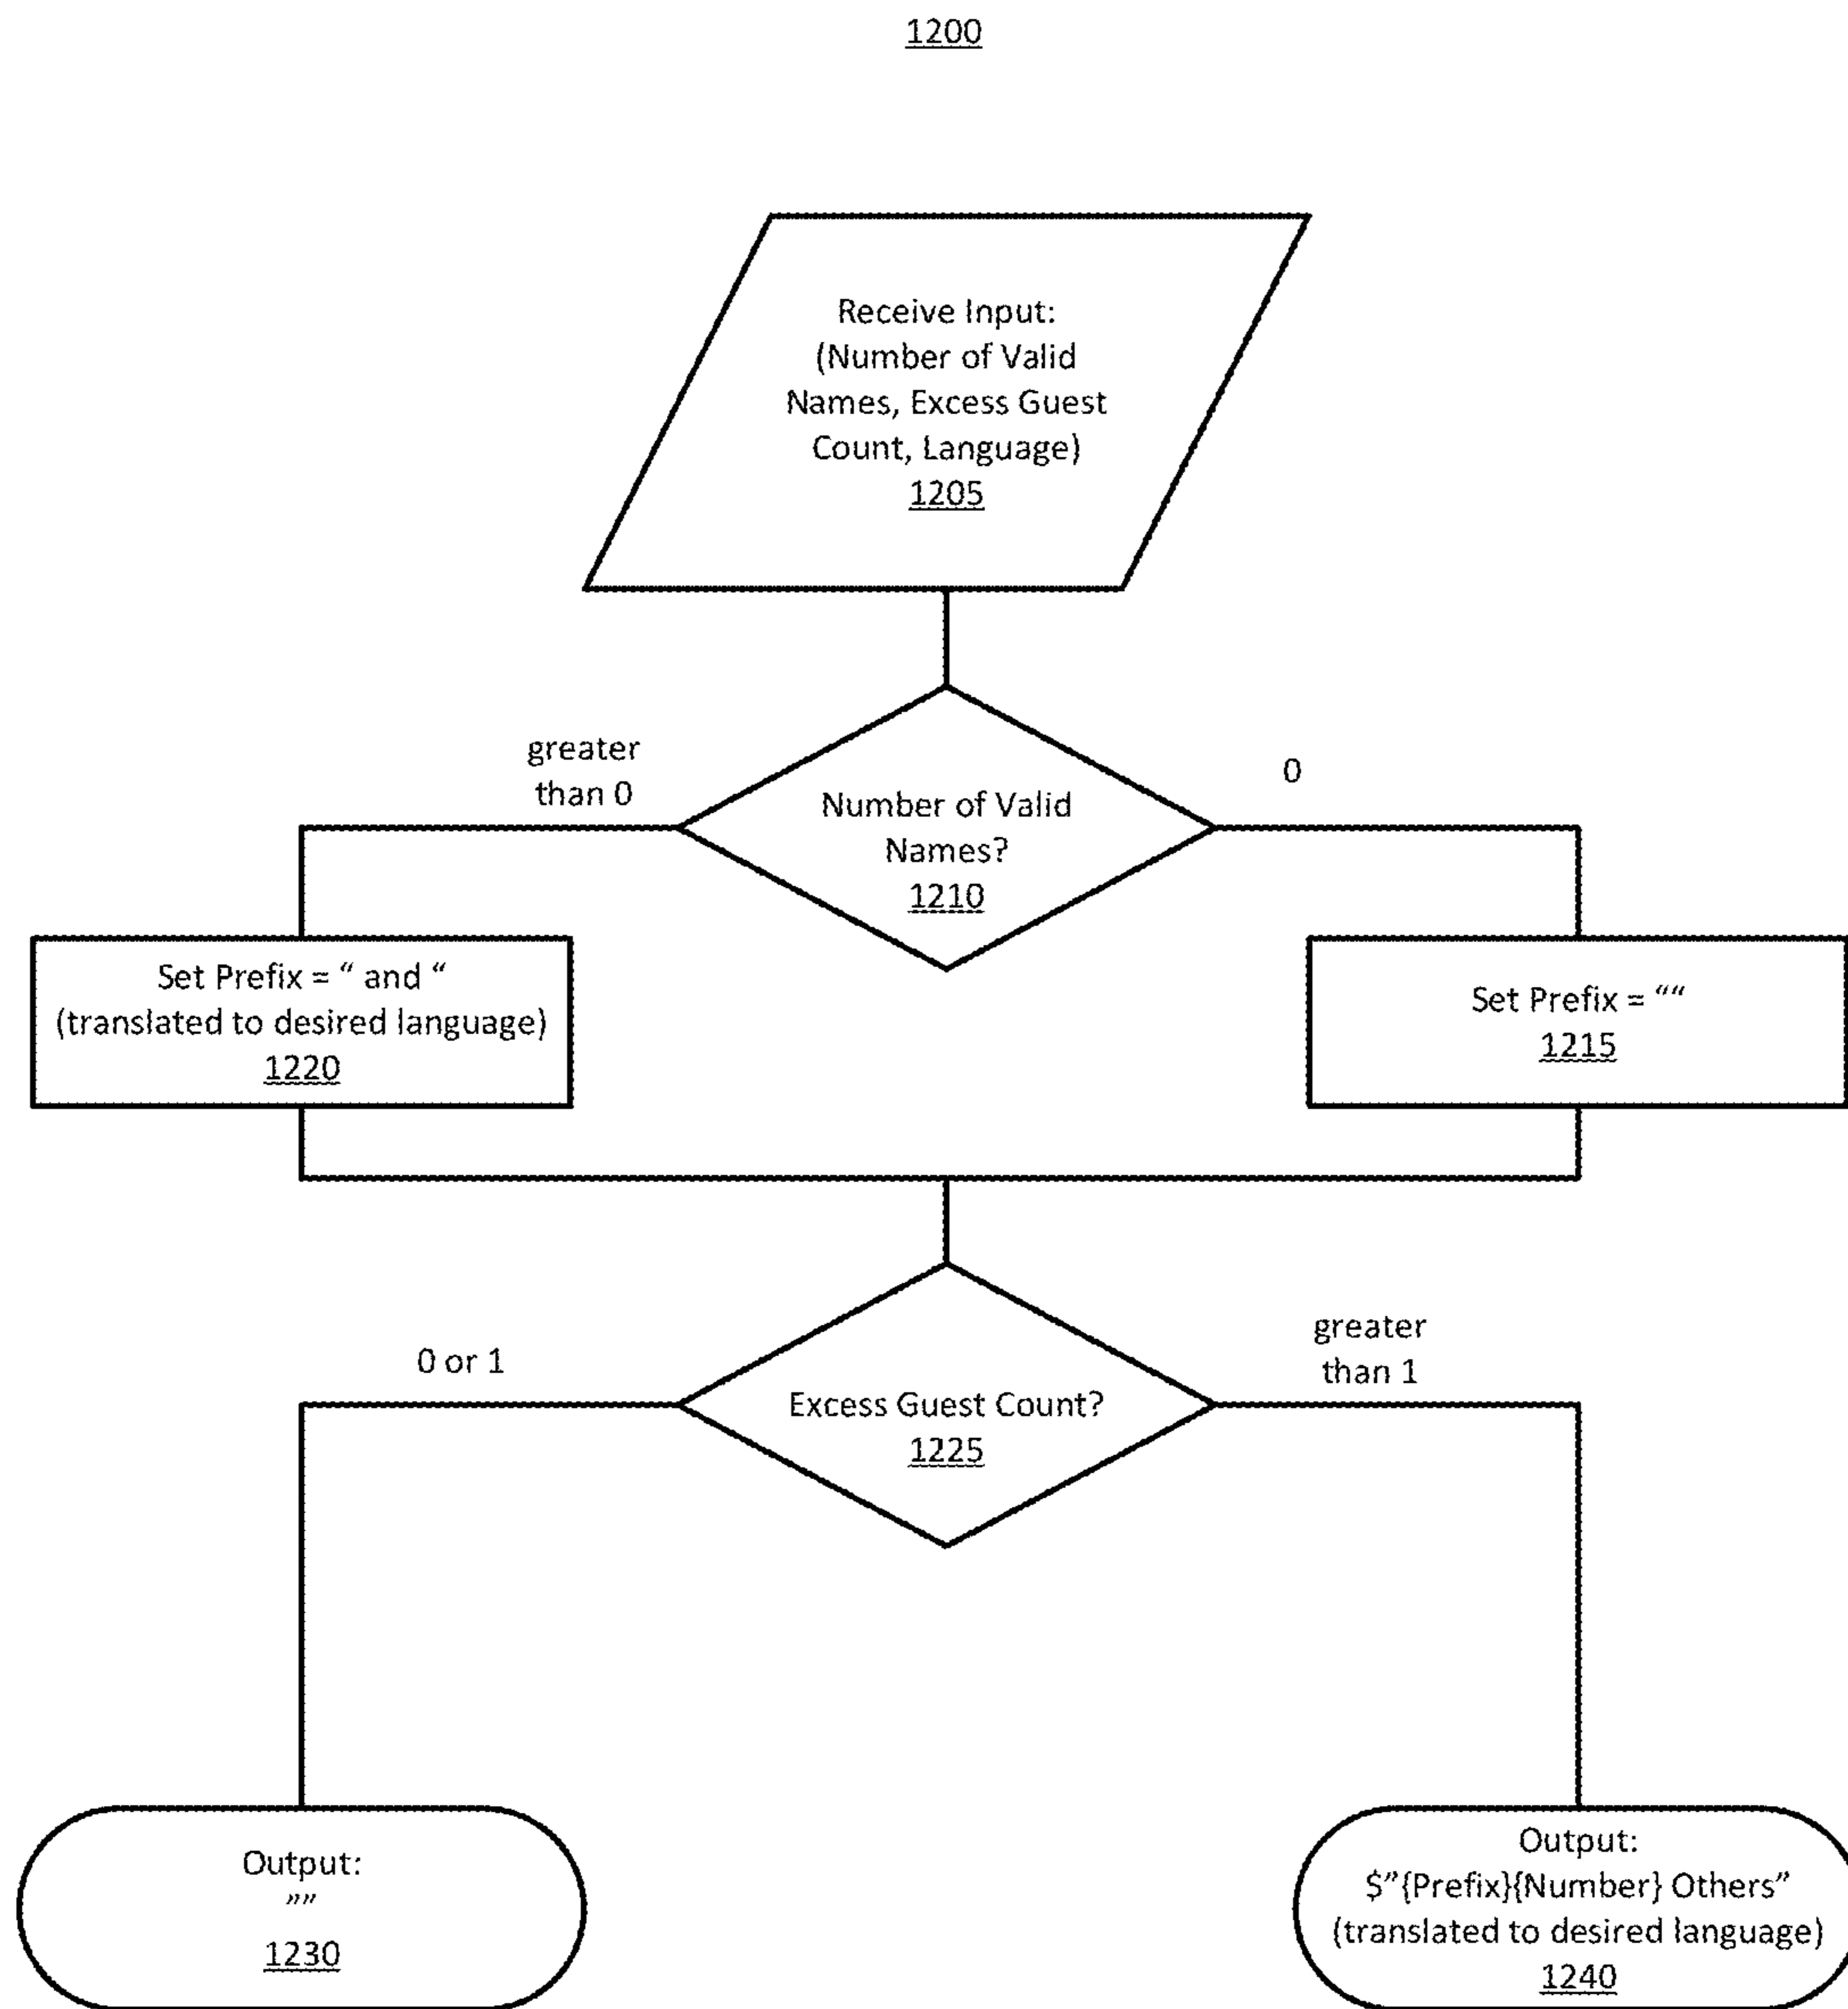 1200
Receive Input:
(Number of Valid
Names, Excess Guest
Count, Language)
1205
greater
than 0
0
Number of Valid
Names?
1210
Set Prefix = “ and “
(translated to desired language)
1220
Set Prefix = ““
1215
0 or 1
greater
than 1
Excess Guest Count?
1225
Output:
””
1230
Output:
$”{Prefix}{Number} Others”
(translated to desired language)
1240